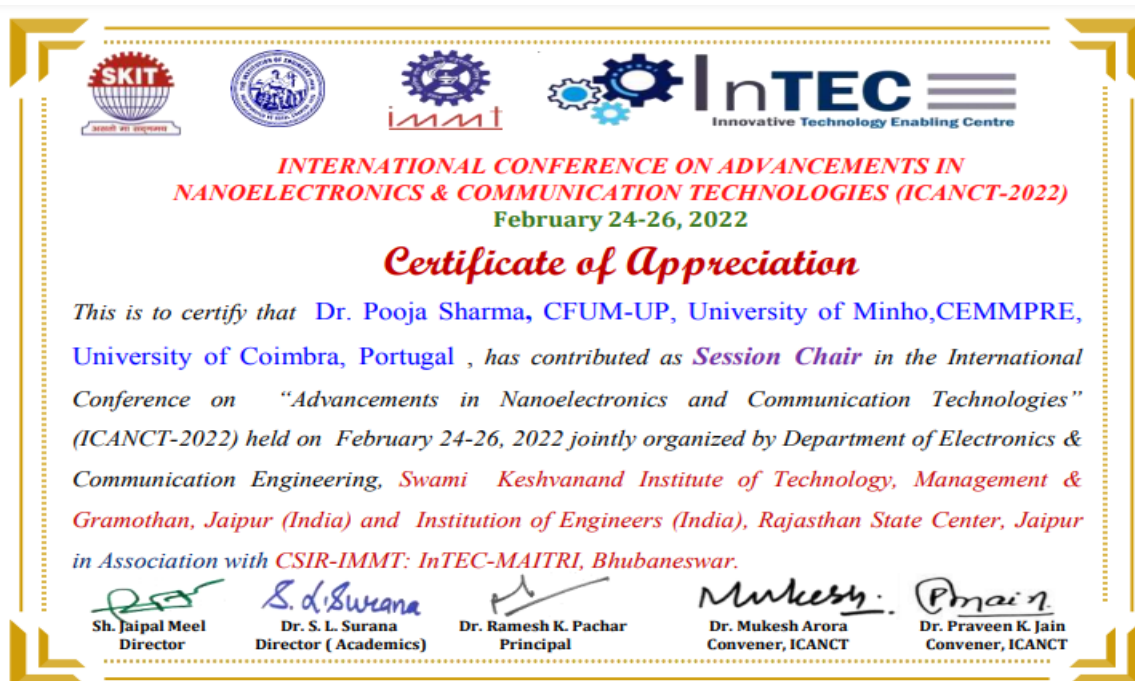 SKIT
असतो मा सद्गमय
immt
InTEC
Innovative Technology Enabling Centre
INTERNATIONAL CONFERENCE ON ADVANCEMENTS IN
NANOELECTRONICS & COMMUNICATION TECHNOLOGIES (ICANCT-2022)
February 24-26, 2022
Certificate of Appreciation
This is to certify that Dr. Pooja Sharma, CFUM-UP, University of Minho,CEMMPRE,
University of Coimbra, Portugal , has contributed as Session Chair in the International
Conference on “Advancements in Nanoelectronics and Communication Technologies”
(ICANCT-2022) held on February 24-26, 2022 jointly organized by Department of Electronics &
Communication Engineering, Swami Keshvanand Institute of Technology, Management &
Gramothan, Jaipur (India) and Institution of Engineers (India), Rajasthan State Center, Jaipur
in Association with CSIR-IMMT: InTEC-MAITRI, Bhubaneswar.
S. L. Surana Mukesh. Pmain.
Sh. Jaipal Meel Dr. S. L. Surana Dr. Ramesh K. Pachar Dr. Mukesh Arora Dr. Praveen K. Jain
Director Director ( Academics) Principal Convener, ICANCT Convener, ICANCT